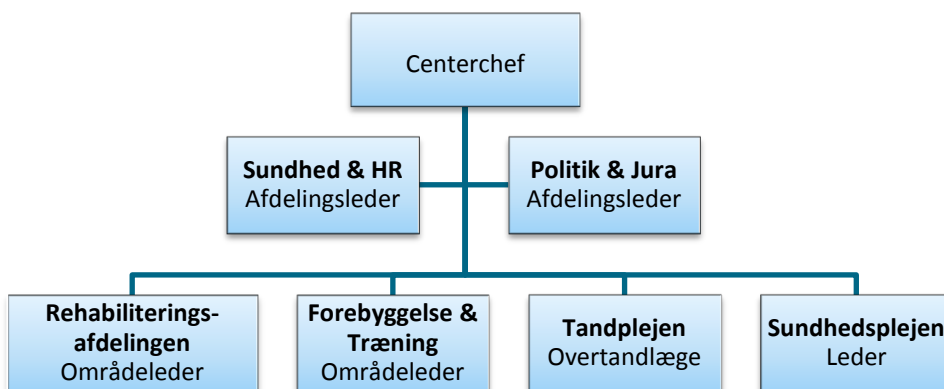 Centerchef
Sundhed & HR
Afdelingsleder
Politik & Jura
Afdelingsleder
Rehabiliterings-
afdelingen
Områdeleder
Forebyggelse &
Træning
Områdeleder
Tandplejen
Overtandlæge
Sundhedsplejen
Leder